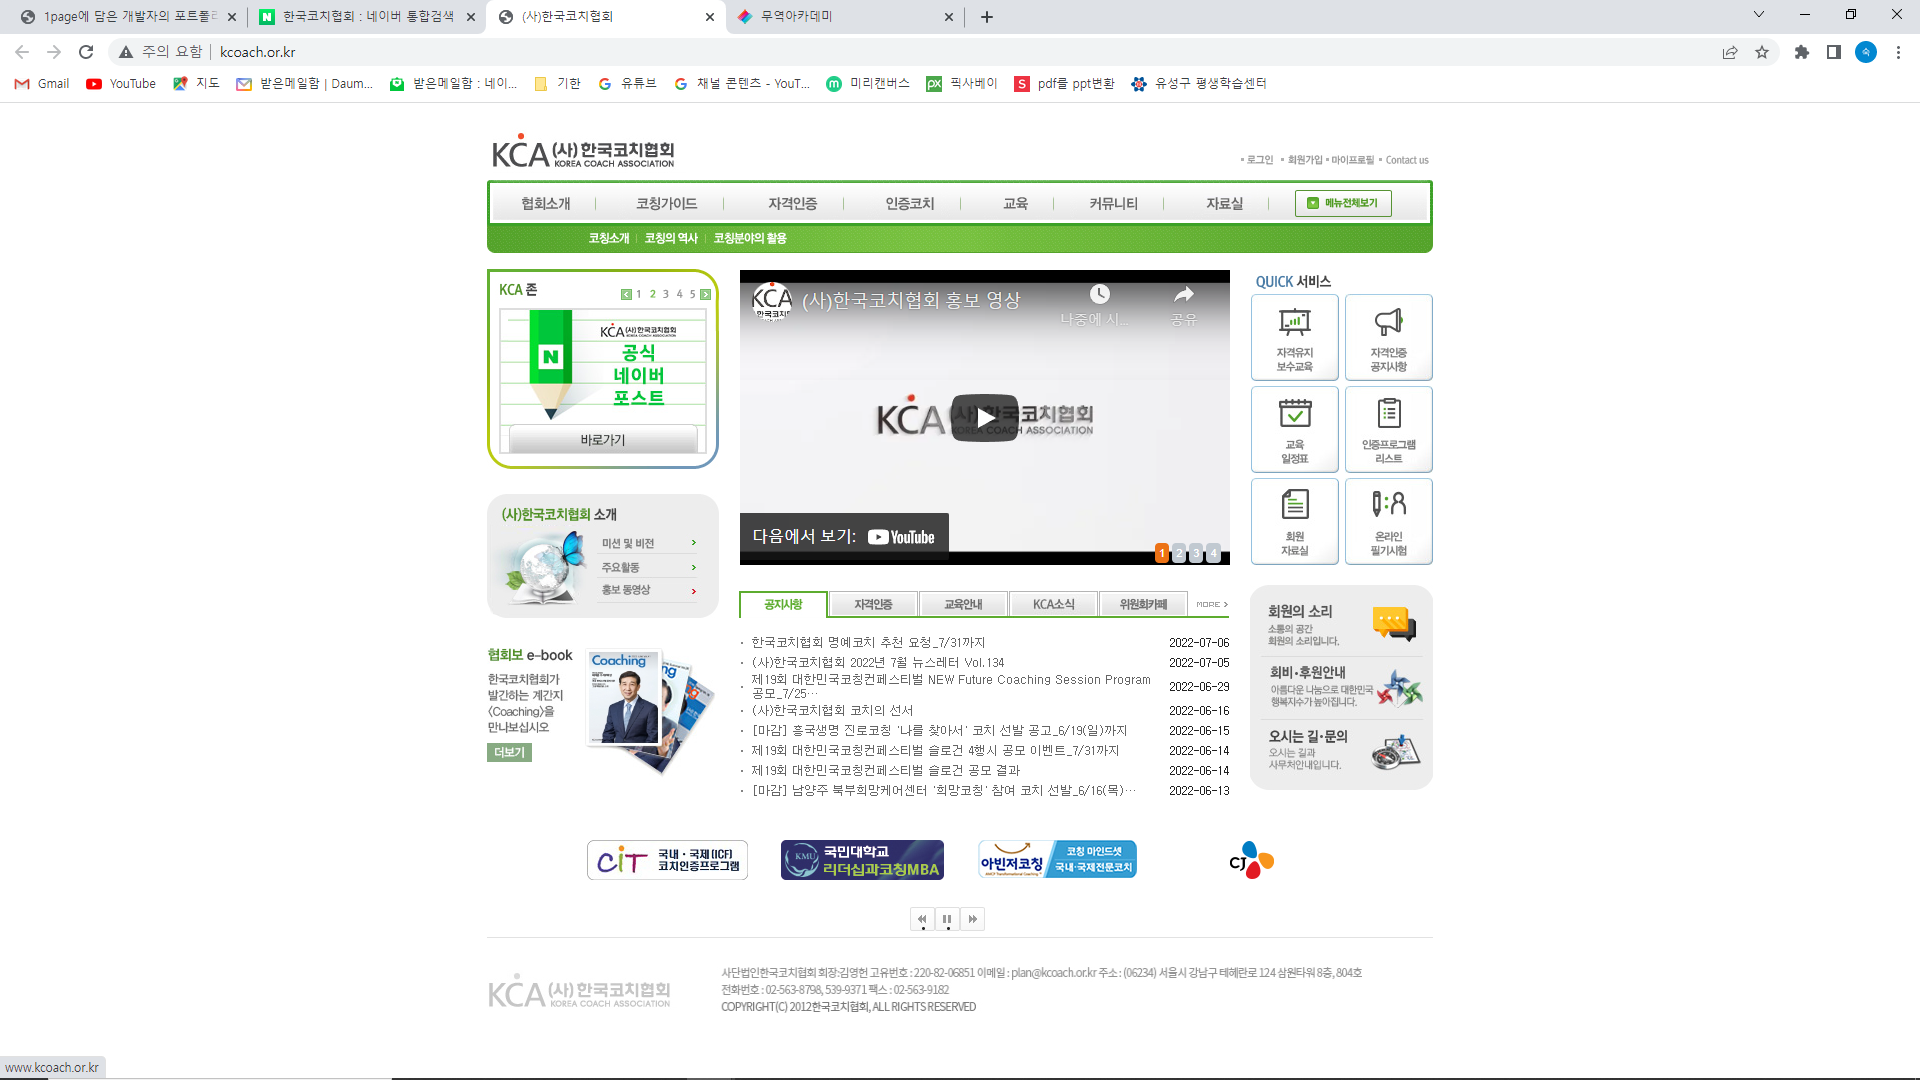 1page에 담은 개발자의 포트폴리
한국코치협회 : 네이버 통합검색
(사)한국코치협회
무역아카데미
주의 요함
kcoach.or.kr
Gmail
YouTube
지도
받은메일함 | Daum...
받은메일함 : 네이...
기한
유튜브
채널 콘텐츠 - YouT...
미리캔버스
픽사베이
pdf를 ppt변환
유성구 평생학습센터
KCA (사)한국코치협회
KOREA COACH ASSOCIATION
로그인 회원가입 마이프로필 Contact us
협회소개 코칭가이드 자격인증 인증코치 교육 커뮤니티 자료실 메뉴전체보기
코칭소개 코칭의 역사 코칭분야의 활용
KCA 존
1 2 3 4 5
KCA (사)한국코치협회
N
공식
네이버
포스트
바로가기
(사)한국코치협회 소개
미션 및 비전
주요활동
홍보 동영상
협회보 e-book
한국코치협회가
발간하는 계간지
<Coaching>을
만나보십시오
더보기
Coaching
(사)한국코치협회 홍보 영상
나중에 시...
공유
다음에서 보기: YouTube
1 2 3 4
공지사항 자격인증 교육안내 KCA소식 위원회카페 MORE >
· 한국코치협회 명예코치 추천 요청_7/31까지 2022-07-06
· (사)한국코치협회 2022년 7월 뉴스레터 Vol.134 2022-07-05
· 제19회 대한민국코칭컨페스티벌 NEW Future Coaching Session Program
공모_7/25… 2022-06-29
· (사)한국코치협회 코치의 선서 2022-06-16
· [마감] 흥국생명 진로코칭 '나를 찾아서' 코치 선발 공고_6/19(일)까지 2022-06-15
· 제19회 대한민국코칭컨페스티벌 슬로건 4행시 공모 이벤트_7/31까지 2022-06-14
· 제19회 대한민국코칭컨페스티벌 슬로건 공모 결과 2022-06-14
· [마감] 남양주 북부희망케어센터 '희망코칭' 참여 코치 선발_6/16(목)… 2022-06-13
QUICK 서비스
자격유지
보수교육
자격인증
공지사항
교육
일정표
인증프로그램
리스트
회원
자료실
온라인
필기시험
회원의 소리
소통의 공간
회원의 소리입니다.
회비·후원안내
아름다운 나눔으로 대한민국
행복지수가 높아집니다.
오시는 길·문의
오시는 길과
사무처안내입니다.
CiT 국내·국제(ICF)
코치인증프로그램
KMU 국민대학교
리더십과코칭MBA
아빈저코칭
코칭 마인드셋
국내·국제전문코치
CJ
KCA (사)한국코치협회
KOREA COACH ASSOCIATION
사단법인한국코치협회 회장:김영헌 고유번호 : 220-82-06851 이메일 : plan@kcoach.or.kr 주소 : (06234) 서울시 강남구 테헤란로 124 삼원타워 8층, 804호
전화번호 : 02-563-8798, 539-9371 팩스 : 02-563-9182
COPYRIGHT(C) 2012한국코치협회, ALL RIGHTS RESERVED
www.kcoach.or.kr